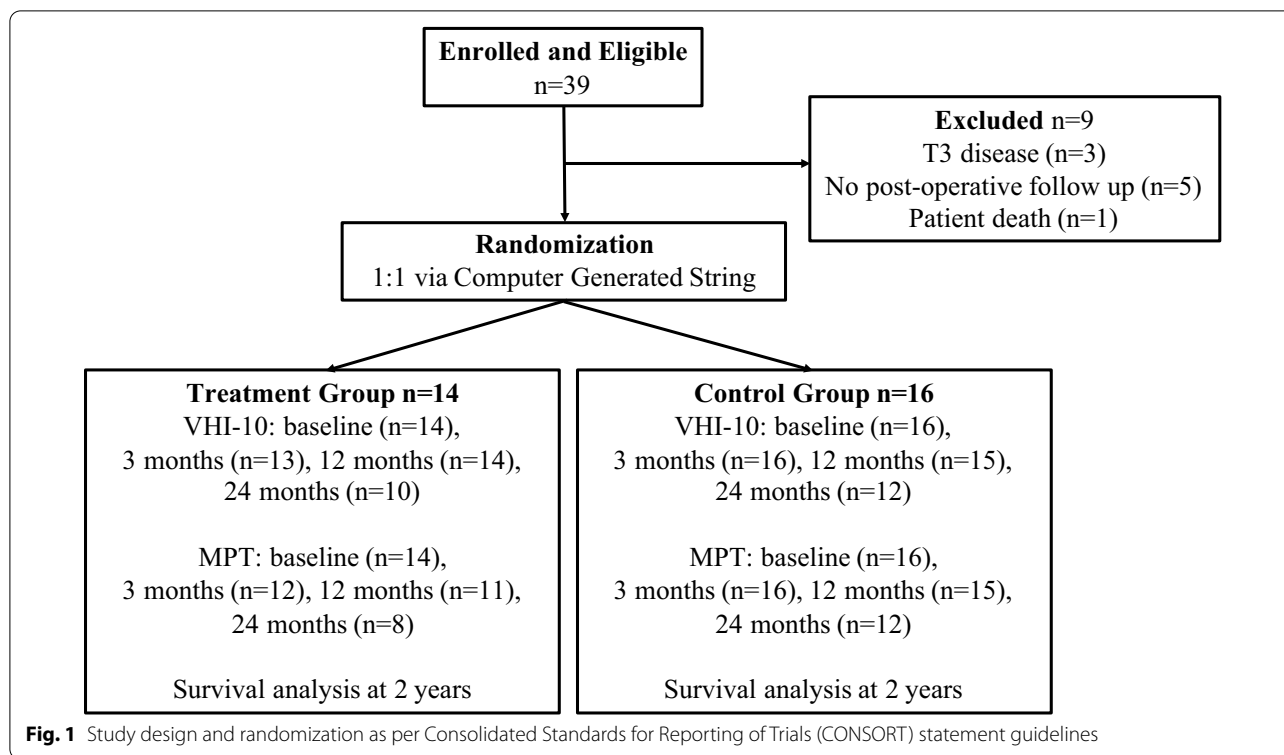 Enrolled and Eligible
n=39
Excluded n=9
T3 disease (n=3)
No post-operative follow up (n=5)
Patient death (n=1)
Randomization
1:1 via Computer Generated String
Treatment Group n=14
VHI-10: baseline (n=14),
3 months (n=13), 12 months (n=14),
24 months (n=10)
MPT: baseline (n=14),
3 months (n=12), 12 months (n=11),
24 months (n=8)
Survival analysis at 2 years
Control Group n=16
VHI-10: baseline (n=16),
3 months (n=16), 12 months (n=15),
24 months (n=12)
MPT: baseline (n=16),
3 months (n=16), 12 months (n=15),
24 months (n=12)
Survival analysis at 2 years
Fig. 1 Study design and randomization as per Consolidated Standards for Reporting of Trials (CONSORT) statement guidelines